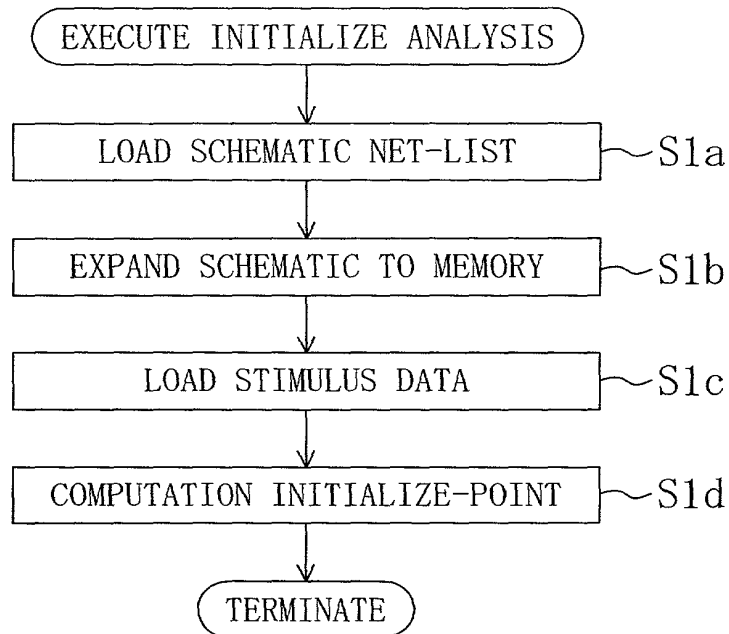 EXECUTE INITIALIZE ANALYSIS
LOAD SCHEMATIC NET-LIST S1a
EXPAND SCHEMATIC TO MEMORY S1b
LOAD STIMULUS DATA S1c
COMPUTATION INITIALIZE-POINT S1d
TERMINATE